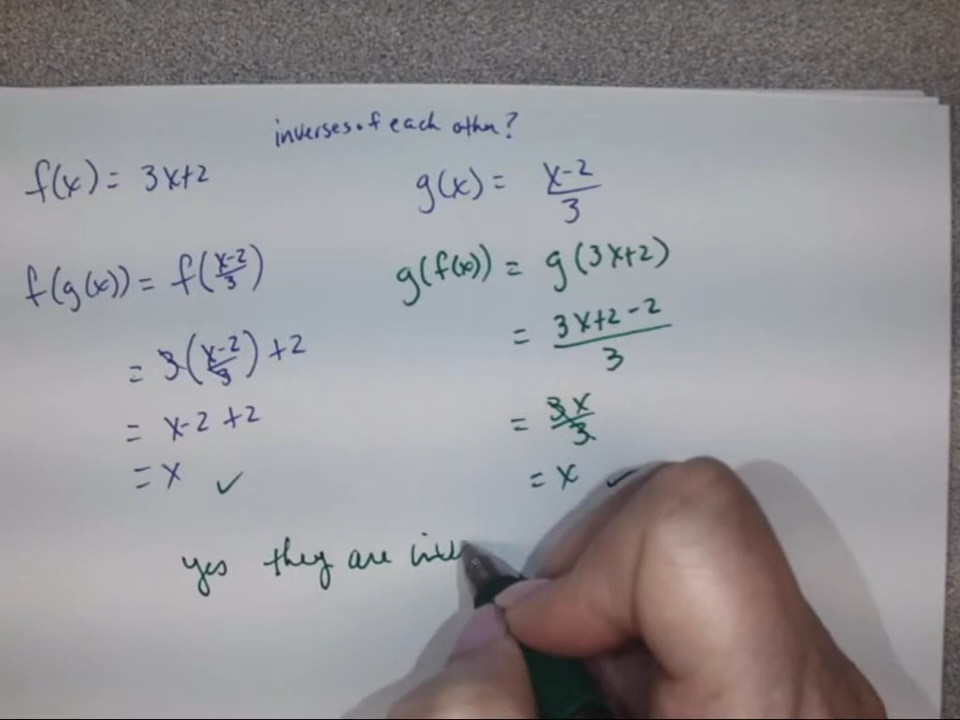 inverses of each other?
f(x) = 3x+2
g(x) = x-2/3
f(g(x)) = f(x-2/3)
g(f(x)) = g(3x+2)
= 3(x-2/3) +2
= 3x+2-2/3
= x-2 +2
= 3x/3
= x ✓
= x ✓
yes they are